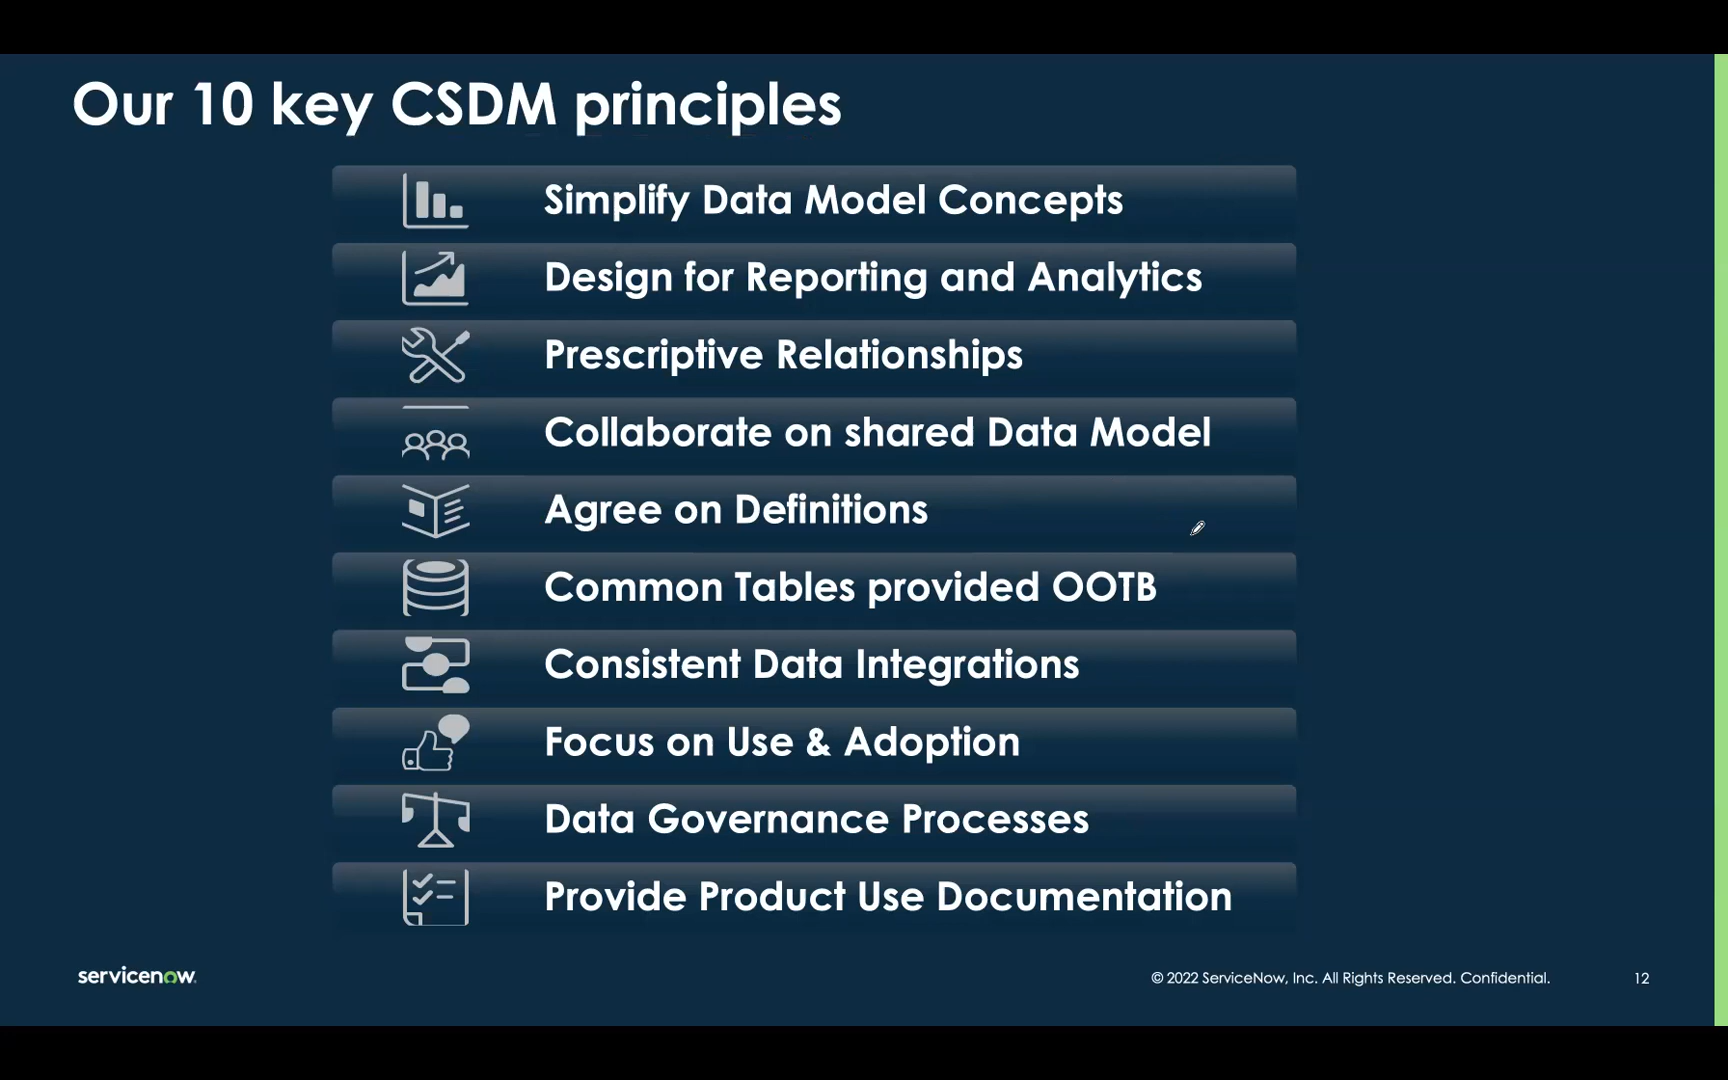 Our 10 key CSDM principles
Simplify Data Model Concepts
Design for Reporting and Analytics
Prescriptive Relationships
Collaborate on shared Data Model
Agree on Definitions
Common Tables provided OOTB
Consistent Data Integrations
Focus on Use & Adoption
Data Governance Processes
Provide Product Use Documentation
servicenow.
© 2022 ServiceNow, Inc. All Rights Reserved. Confidential.
12